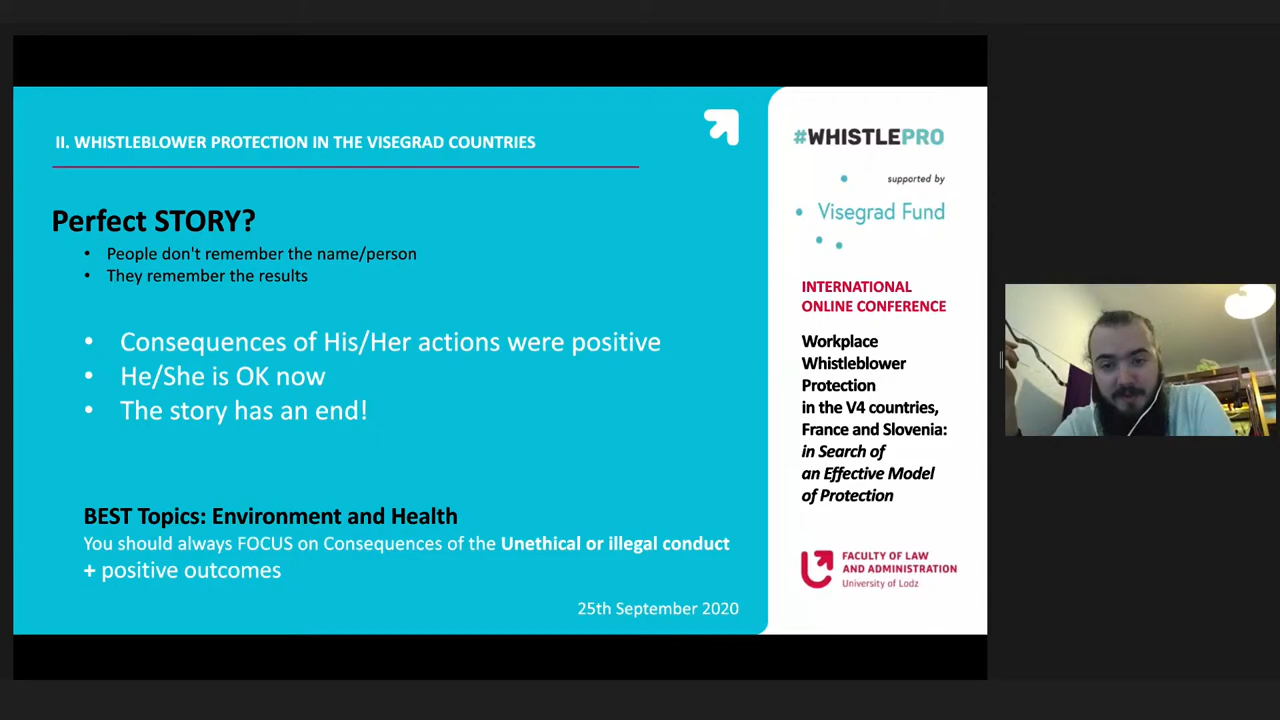 II. WHISTLEBLOWER PROTECTION IN THE VISEGRAD COUNTRIES
Perfect STORY?
• People don't remember the name/person
• They remember the results
• Consequences of His/Her actions were positive
• He/She is OK now
• The story has an end!
BEST Topics: Environment and Health
You should always FOCUS on Consequences of the Unethical or illegal conduct
+ positive outcomes
25th September 2020
#WHISTLEPRO
supported by
Visegrad Fund
INTERNATIONAL
ONLINE CONFERENCE
Workplace
Whistleblower
Protection
in the V4 countries,
France and Slovenia:
in Search of
an Effective Model
of Protection
FACULTY OF LAW
AND ADMINISTRATION
University of Lodz